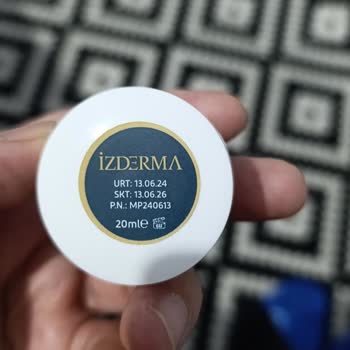 İZDERMA
URT: 13.06.24
SKT: 13.06.26
P.N.: MP240613
20ml℮